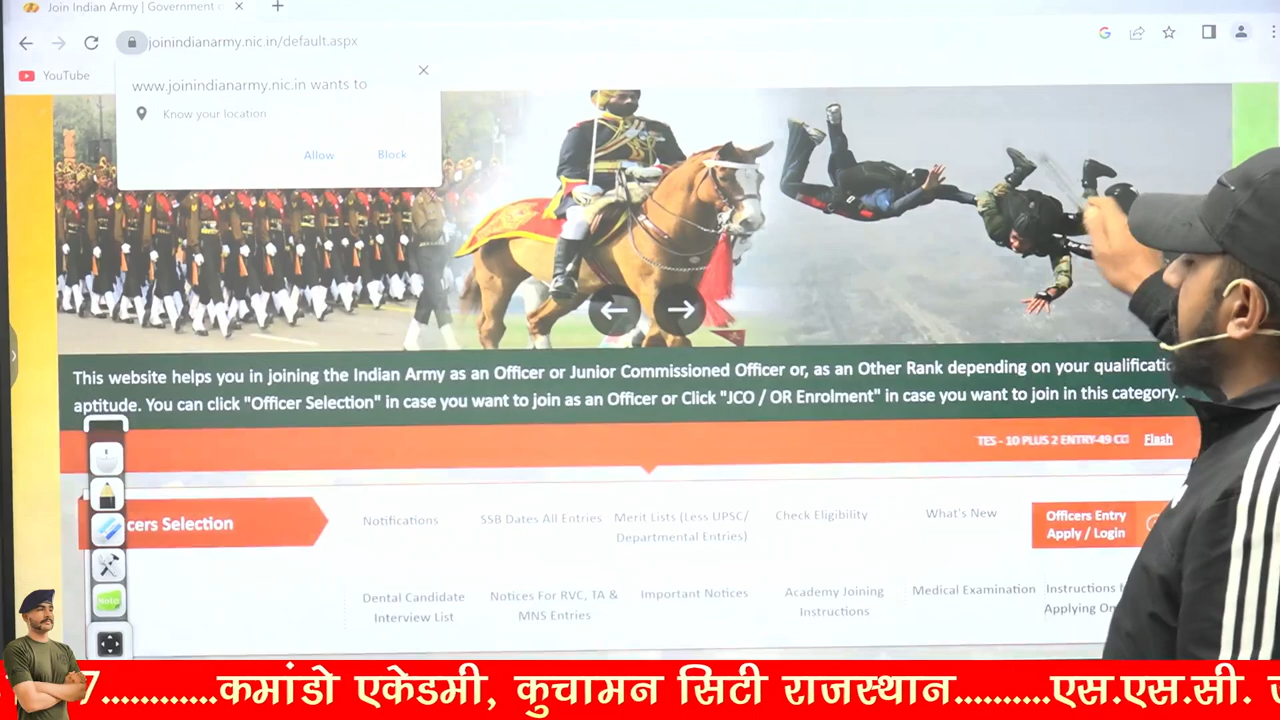 Join Indian Army | Government o
joinindianarmy.nic.in/default.aspx
YouTube
www.joinindianarmy.nic.in wants to
Know your location
Allow
Block
This website helps you in joining the Indian Army as an Officer or Junior Commissioned Officer or, as an Other Rank depending on your
aptitude. You can click "Officer Selection" in case you want to join as an Officer or Click "JCO / OR Enrolment" in case you want to join in this category.
TES - 10 PLUS 2 ENTRY-49 Flash
cers Selection
Notifications
SSB Dates All Entries
Merit Lists (Less UPSC/
Departmental Entries)
Check Eligibility
What's New
Officers Entry
Apply / Login
Dental Candidate
Interview List
Notices For RVC, TA &
MNS Entries
Important Notices
Academy Joining
Instructions
Medical Examination
Instructions
Applying
Note
7............कमांडो एकेडमी, कुचामन सिटी राजस्थान..........एस.एस.सी.